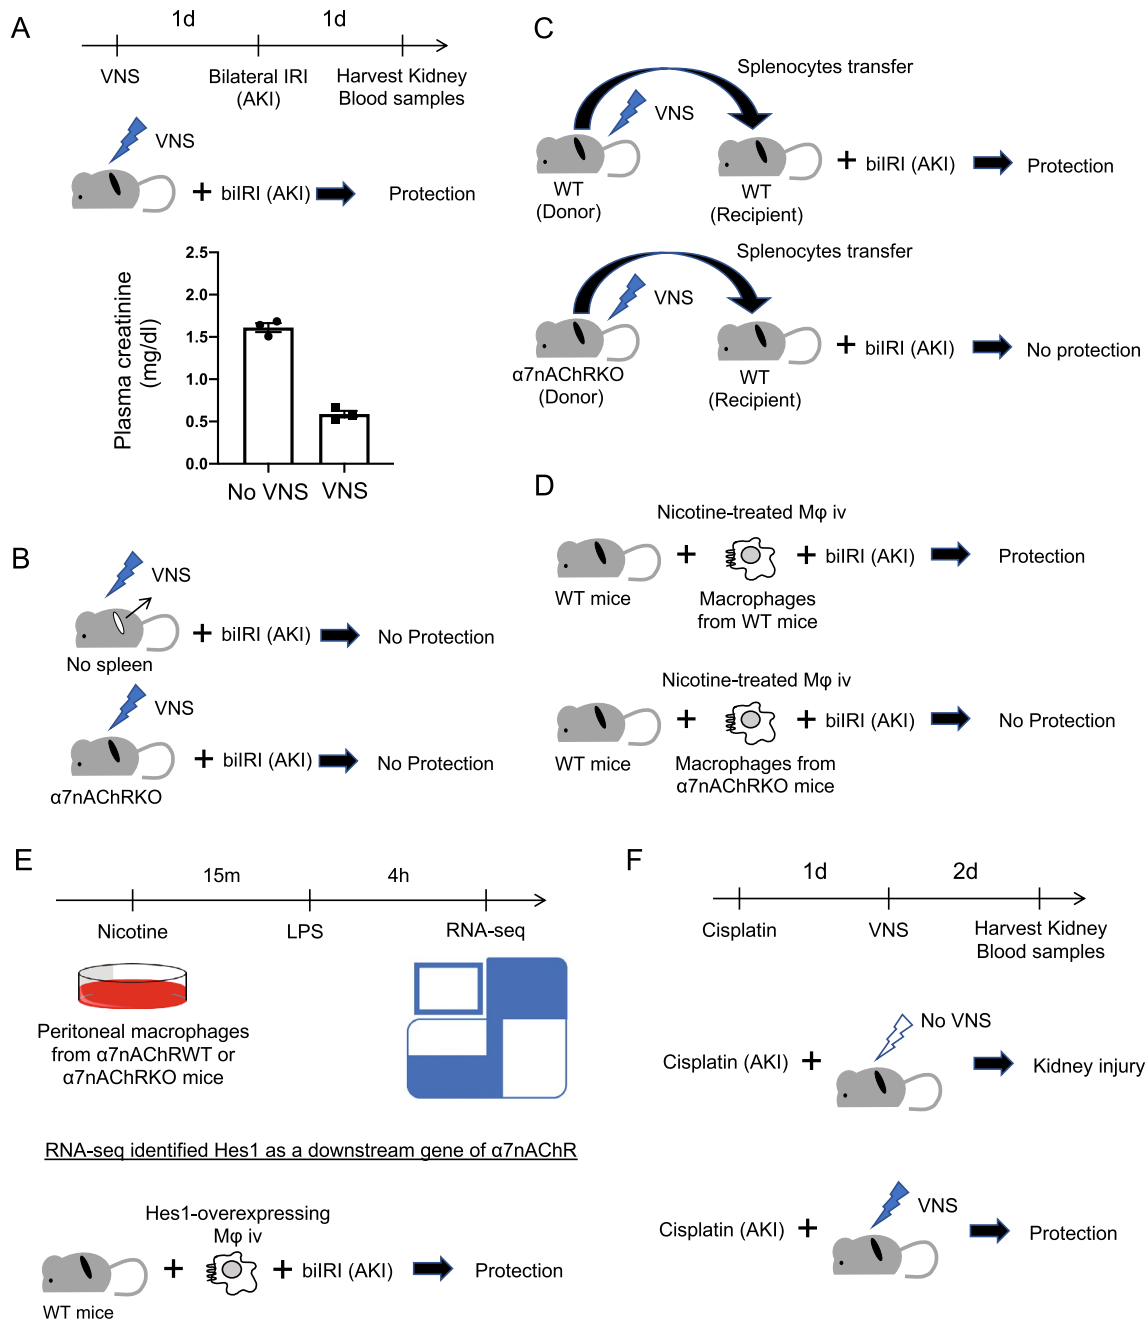 A
1d
1d
VNS
Bilateral IRI
(AKI)
Harvest Kidney
Blood samples
VNS
+ biIRI (AKI)
Protection
Plasma creatinine
(mg/dl)
2.5
2.0
1.5
1.0
0.5
0.0
No VNS
VNS
B
VNS
No spleen
+ biIRI (AKI)
No Protection
VNS
α7nAChRKO
+ biIRI (AKI)
No Protection
C
Splenocytes transfer
VNS
WT
(Donor)
WT
(Recipient)
+ biIRI (AKI)
Protection
Splenocytes transfer
VNS
α7nAChRKO
(Donor)
WT
(Recipient)
+ biIRI (AKI)
No protection
D
Nicotine-treated Mφ iv
WT mice
+
Macrophages
from WT mice
+ biIRI (AKI)
Protection
Nicotine-treated Mφ iv
WT mice
+
Macrophages from
α7nAChRKO mice
+ biIRI (AKI)
No Protection
E
15m
4h
Nicotine
LPS
RNA-seq
Peritoneal macrophages
from α7nAChRWT or
α7nAChRKO mice
RNA-seq identified Hes1 as a downstream gene of α7nAChR
Hes1-overexpressing
Mφ iv
WT mice
+
+ biIRI (AKI)
Protection
F
1d
2d
Cisplatin
VNS
Harvest Kidney
Blood samples
No VNS
Cisplatin (AKI) +
Kidney injury
VNS
Cisplatin (AKI) +
Protection